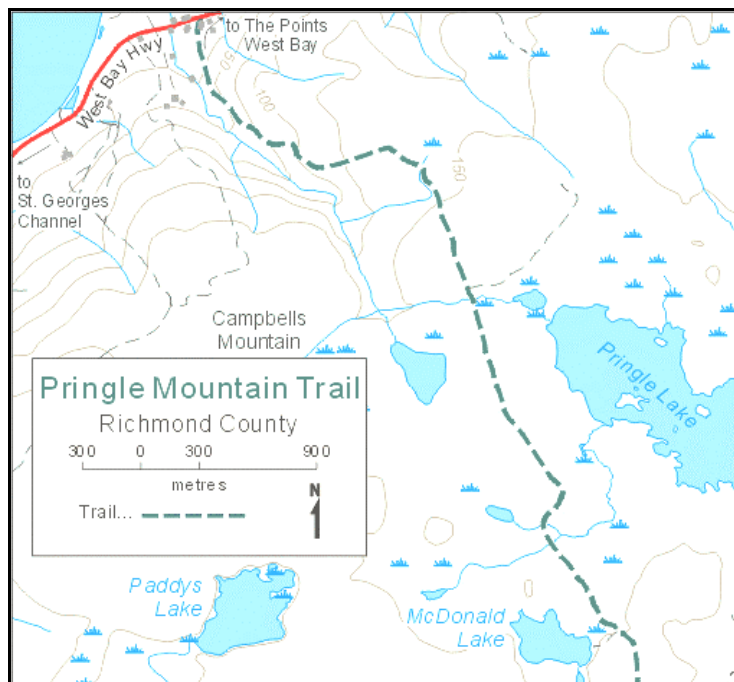 to The Points
West Bay
West Bay Hwy
50
100
150
to
St. Georges
Channel
Campbells
Mountain
Pringle Lake
Pringle Mountain Trail
Richmond County
300 0 300 900
metres
N
Trail...
Paddys
Lake
McDonald
Lake